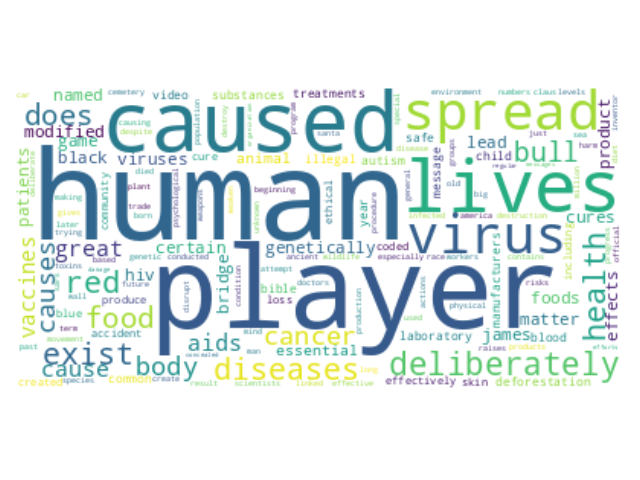 car named video substances treatments environment numbers claus levels
cemetery
does caused spread
modified causing despite population destroy program santa special
game safe just sea harm inventor product
black viruses cure animal illegal autism disease groups lead bull
message child
human lives
patients deliberate making gives later trying community died plant trade born psychological weapons unknown beginning ethical year procedure general old big million
infected america destruction cures
virus
vaccines causes great certain genetically coded including official
toxins based genetic conducted ancient wildlife especially race workers contains
red hiv bridge bible attempt doctors manufacturers risks foods health effects
future disrupt condition loss production actions physical
player
food produce
blue accident aids mind cancer used laboratory james blood matter
term movement
past exist man essential raises products
cause body diseases deliberately
concealed lung
created species common create result scientists linked effective effectively skin deforestation